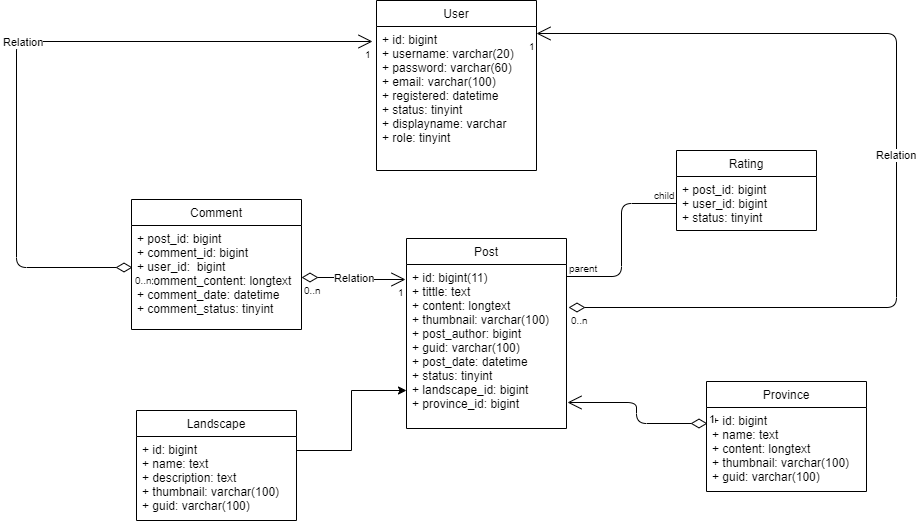 User
+ id: bigint
+ username: varchar(20)
+ password: varchar(60)
+ email: varchar(100)
+ registered: datetime
+ status: tinyint
+ displayname: varchar
+ role: tinyint
Relation
1
1
Relation
Rating
+ post_id: bigint
+ user_id: bigint
+ status: tinyint
child
parent
Comment
+ post_id: bigint
+ comment_id: bigint
+ user_id: bigint
0..n
omment_content: longtext
+ comment_date: datetime
+ comment_status: tinyint
Relation
0..n
1
Post
+ id: bigint(11)
+ tittle: text
+ content: longtext
+ thumbnail: varchar(100)
+ post_author: bigint
+ guid: varchar(100)
+ post_date: datetime
+ status: tinyint
+ landscape_id: bigint
+ province_id: bigint
0..n
Landscape
+ id: bigint
+ name: text
+ description: text
+ thumbnail: varchar(100)
+ guid: varchar(100)
Province
1
+ id: bigint
+ name: text
+ content: longtext
+ thumbnail: varchar(100)
+ guid: varchar(100)